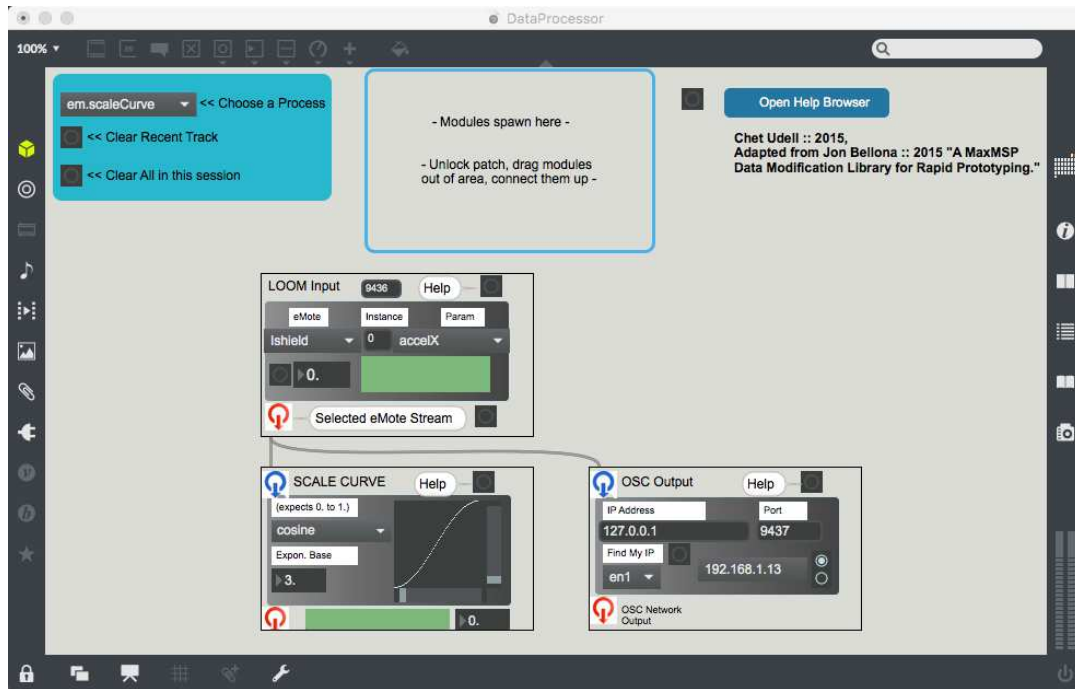 DataProcessor
100%
em.scaleCurve
<< Choose a Process
<< Clear Recent Track
<< Clear All in this session
- Modules spawn here -
- Unlock patch, drag modules
out of area, connect them up -
Open Help Browser
Chet Udell :: 2015,
Adapted from Jon Bellona :: 2015 "A MaxMSP
Data Modification Library for Rapid Prototyping."
LOOM Input
9436
Help
eMote
Instance
Param
Ishield
0
accelX
0.
Selected eMote Stream
SCALE CURVE
Help
(expects 0. to 1.)
cosine
Expon. Base
3.
0.
OSC Output
Help
IP Address
Port
127.0.0.1
9437
Find My IP
en1
192.168.1.13
OSC Network
Output